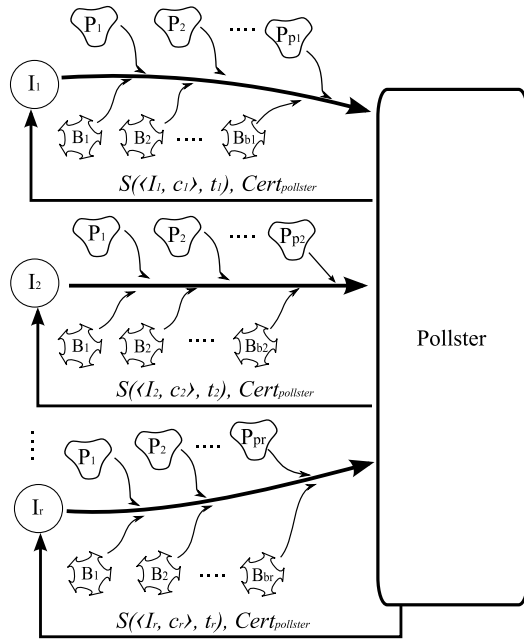 P1 P2 ···· Pp1
I1
B1 B2 ···· Bb1
S(‹I1, c1›, t1), Certpollster
P1 P2 ···· Pp2
I2
B1 B2 ···· Bb2
Pollster
S(‹I2, c2›, t2), Certpollster
P1 P2 ···· Ppr
Ir
B1 B2 ···· Bbr
S(‹Ir, cr›, tr), Certpollster